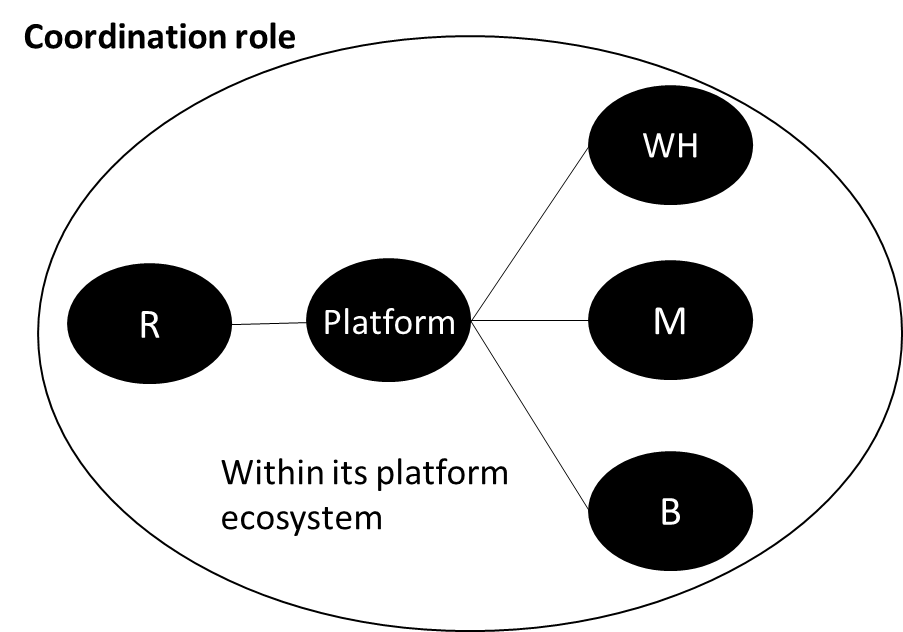 Coordination role
WH
R
Platform
M
Within its platform
ecosystem
B